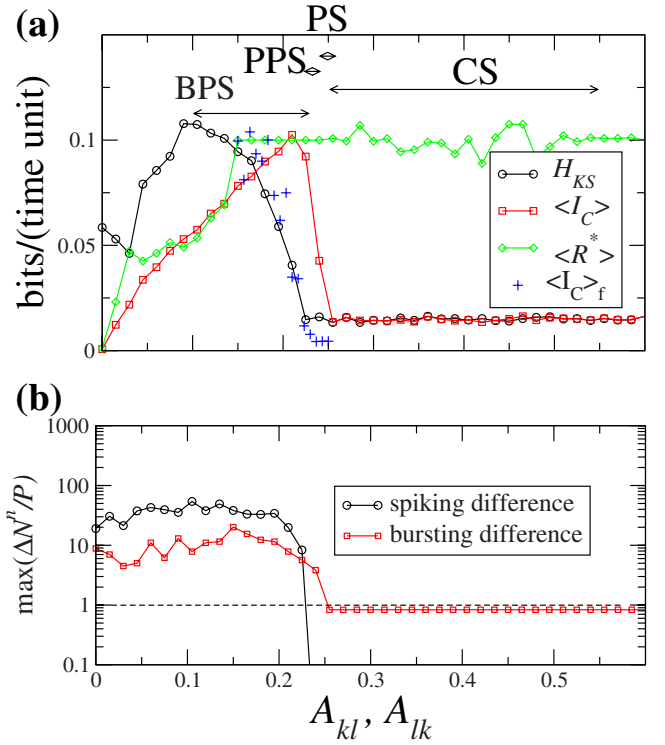 (a)
PS
PPS
BPS
CS
0.1
0.05
0
bits/(time unit)
H_KS
<I_C>
<R^*>
<I_C>_f
(b)
1000
100
10
1
0.1
max(ΔN^n/P)
spiking difference
bursting difference
0 0.1 0.2 0.3 0.4 0.5
A_kl, A_lk